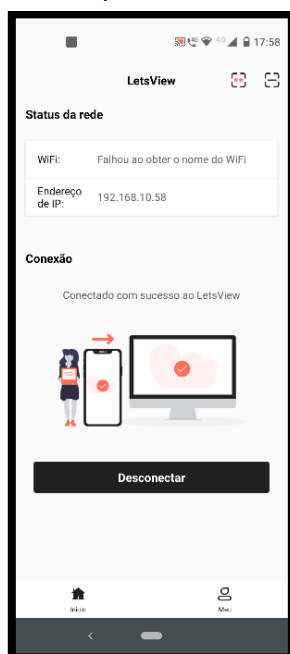 4G 17:58
LetsView
Status da rede
WiFi: Falhou ao obter o nome do WiFi
Endereço
de IP: 192.168.10.58
Conexão
Conectado com sucesso ao LetsView
Desconectar
Início Meu